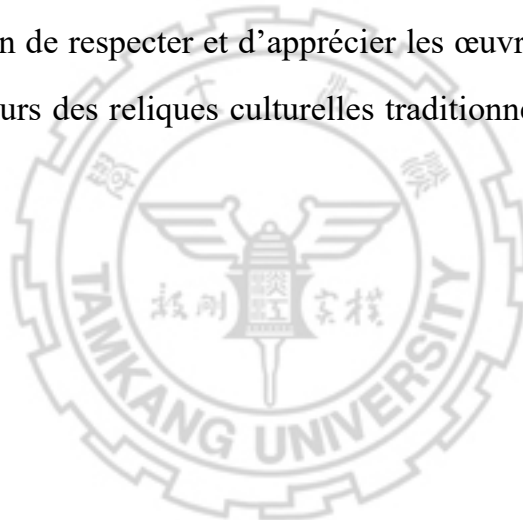 n de respecter et d’apprécier les œuvr
urs des reliques culturelles traditionne
TAMKANG UNIVERSITY